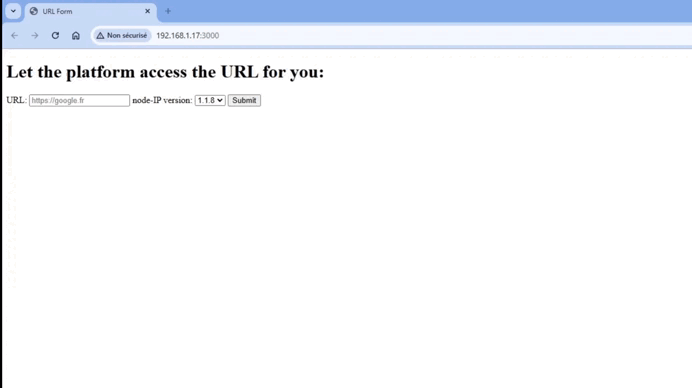 URL Form
Non sécurisé 192.168.1.17:3000
Let the platform access the URL for you:
URL: https://google.fr node-IP version: 1.1.8 Submit